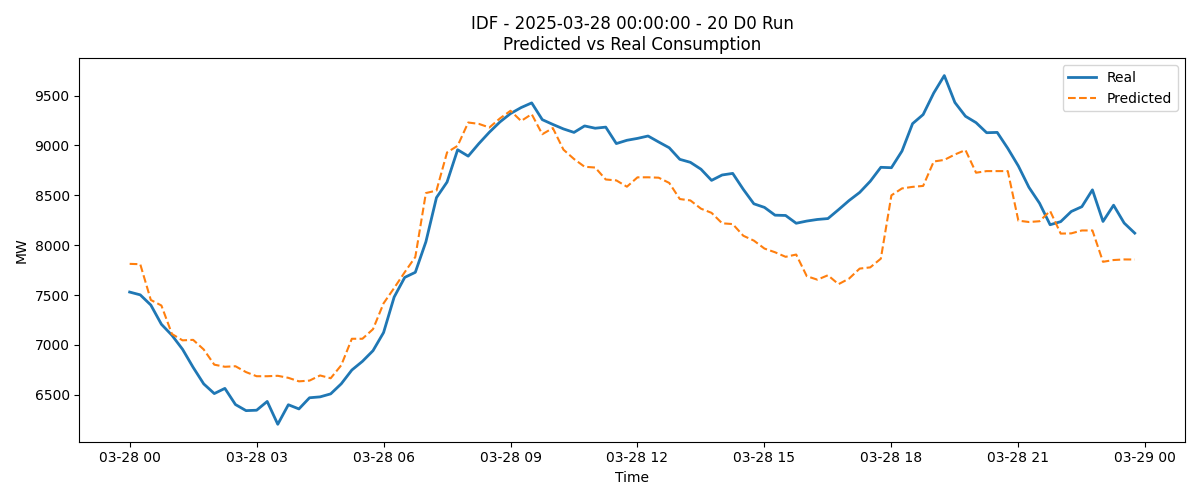 IDF - 2025-03-28 00:00:00 - 20 D0 Run
Predicted vs Real Consumption
Real
Predicted
MW
9500
9000
8500
8000
7500
7000
6500
03-28 00
03-28 03
03-28 06
03-28 09
03-28 12
03-28 15
03-28 18
03-28 21
03-29 00
Time